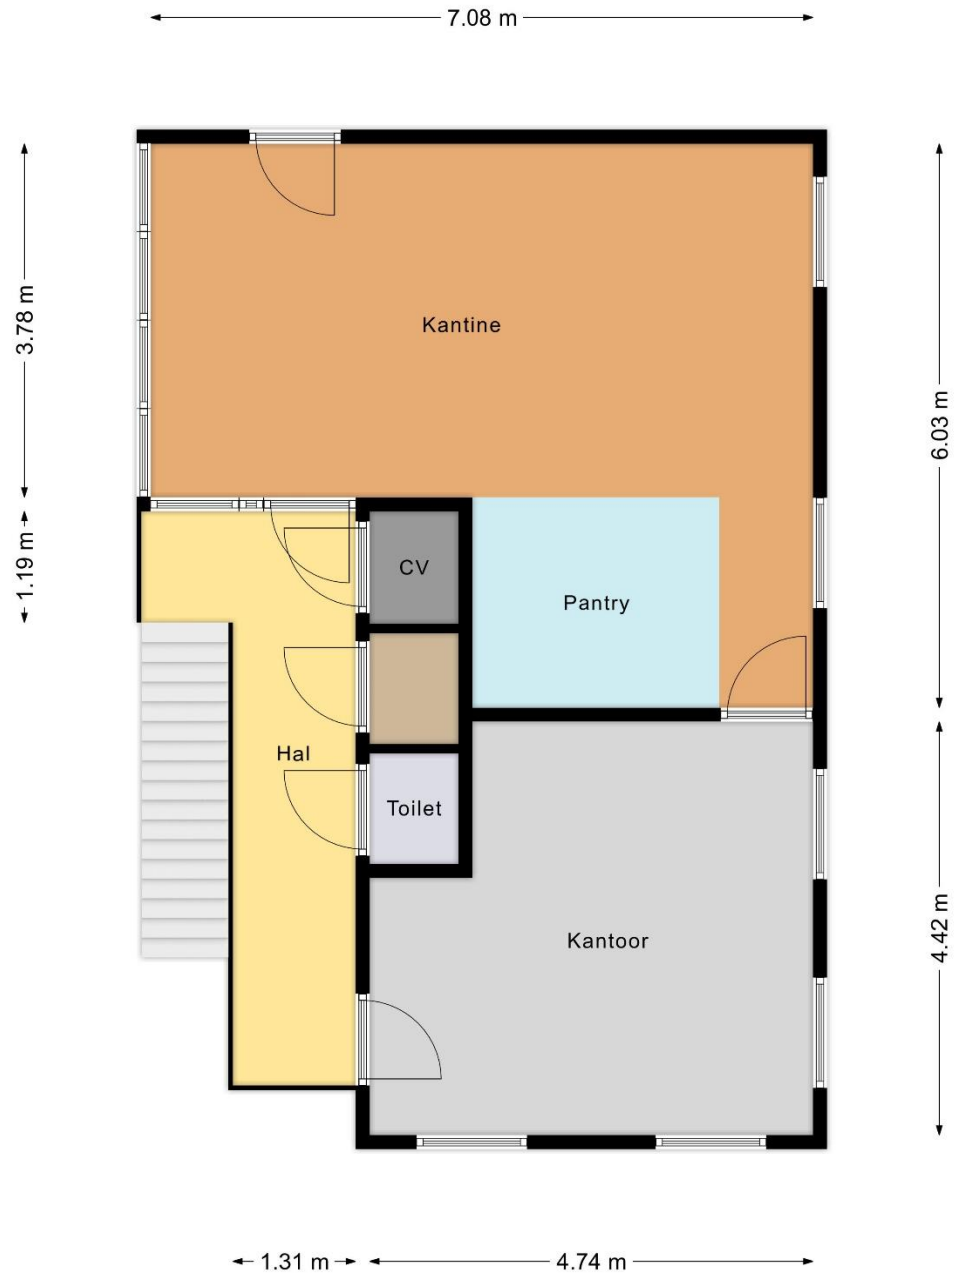 7.08 m
Kantine
3.78 m
6.03 m
1.19 m
CV
Pantry
Hal
Toilet
Kantoor
4.42 m
1.31 m
4.74 m